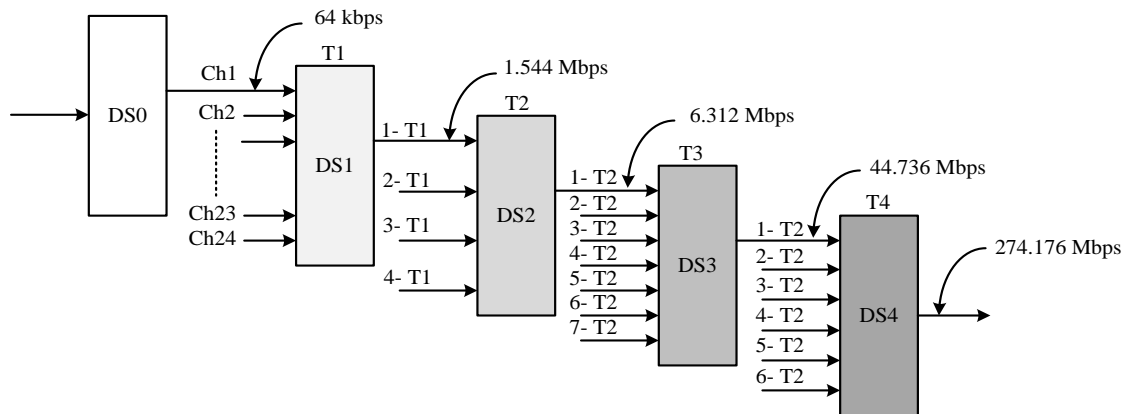 64 kbps
T1
Ch1
1.544 Mbps
DS0
Ch2
T2
6.312 Mbps
1- T1
DS1
T3
44.736 Mbps
2- T1
1- T2
DS2
T4
Ch23
2- T2
Ch24
3- T1
3- T2
1- T2
274.176 Mbps
4- T2
DS3
2- T2
4- T1
5- T2
3- T2
6- T2
4- T2
DS4
7- T2
5- T2
6- T2